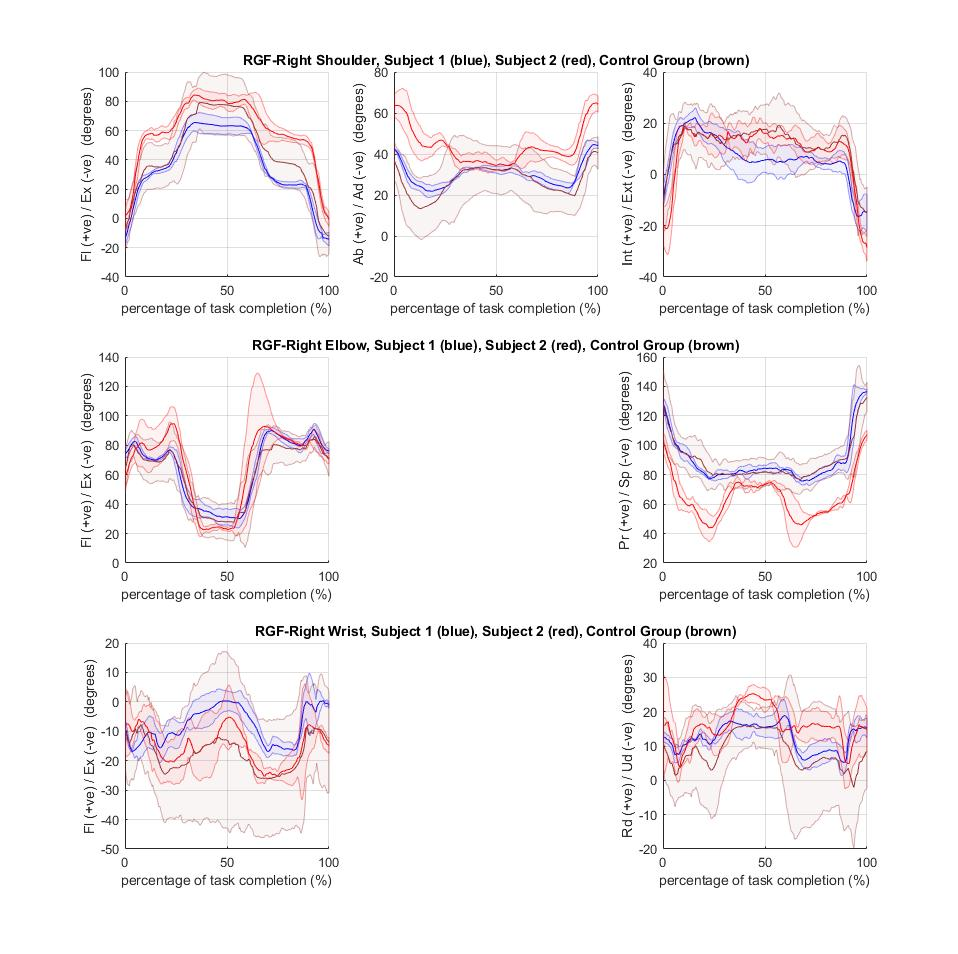 RGF-Right Shoulder, Subject 1 (blue), Subject 2 (red), Control Group (brown)
Fl (+ve) / Ex (-ve) (degrees)
100
80
60
40
20
0
-20
-40
0 50 100
percentage of task completion (%)
Ab (+ve) / Ad (-ve) (degrees)
80
60
40
20
0
-20
0 50 100
percentage of task completion (%)
Int (+ve) / Ext (-ve) (degrees)
40
20
0
-20
-40
0 50 100
percentage of task completion (%)
RGF-Right Elbow, Subject 1 (blue), Subject 2 (red), Control Group (brown)
Fl (+ve) / Ex (-ve) (degrees)
140
120
100
80
60
40
20
0
0 50 100
percentage of task completion (%)
Pr (+ve) / Sp (-ve) (degrees)
160
140
120
100
80
60
40
20
0 50 100
percentage of task completion (%)
RGF-Right Wrist, Subject 1 (blue), Subject 2 (red), Control Group (brown)
Fl (+ve) / Ex (-ve) (degrees)
20
10
0
-10
-20
-30
-40
-50
0 50 100
percentage of task completion (%)
Rd (+ve) / Ud (-ve) (degrees)
40
30
20
10
0
-10
-20
0 50 100
percentage of task completion (%)